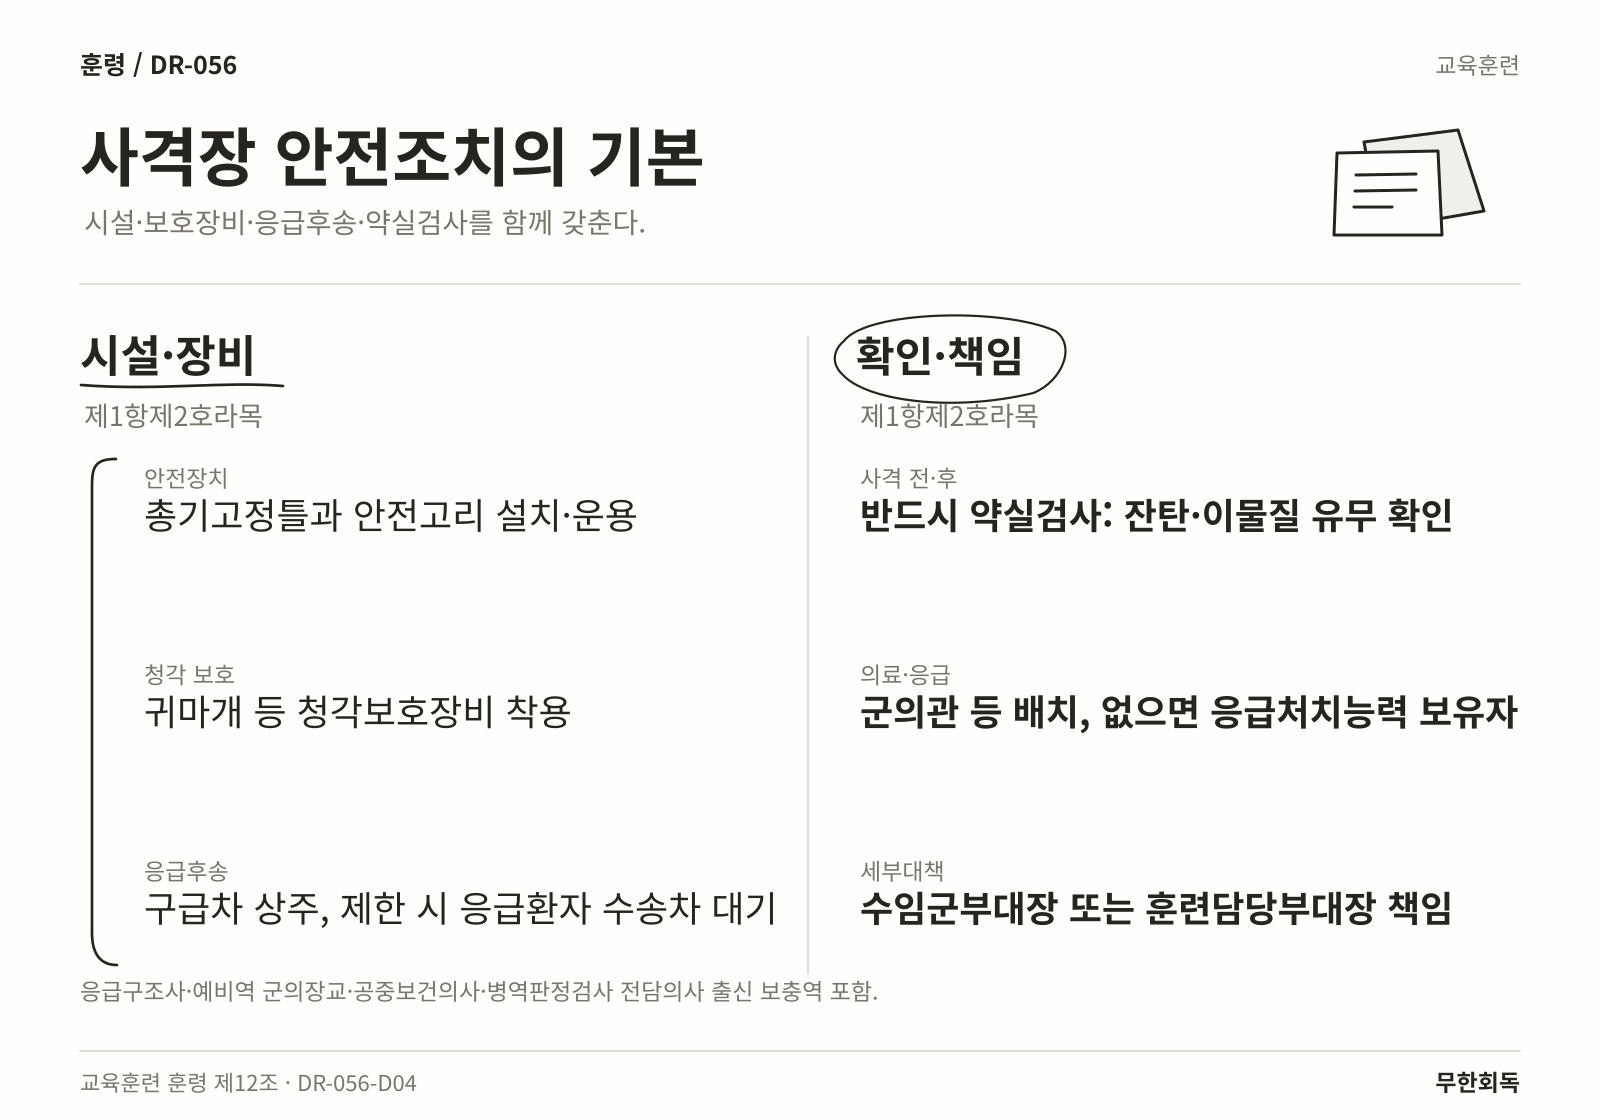 훈령 / DR-056
교육훈련
사격장 안전조치의 기본
시설·보호장비·응급후송·약실검사를 함께 갖춘다.
시설·장비
제1항제2호라목
안전장치
총기고정틀과 안전고리 설치·운용
청각 보호
귀마개 등 청각보호장비 착용
응급후송
구급차 상주, 제한 시 응급환자 수송차 대기
확인·책임
제1항제2호라목
사격 전·후
반드시 약실검사: 잔탄·이물질 유무 확인
의료·응급
군의관 등 배치, 없으면 응급처치능력 보유자
세부대책
수임군부대장 또는 훈련담당부대장 책임
응급구조사·예비역 군의장교·공중보건의사·병역판정검사 전담의사 출신 보충역 포함.
교육훈련 훈령 제12조 · DR-056-D04
무한회독